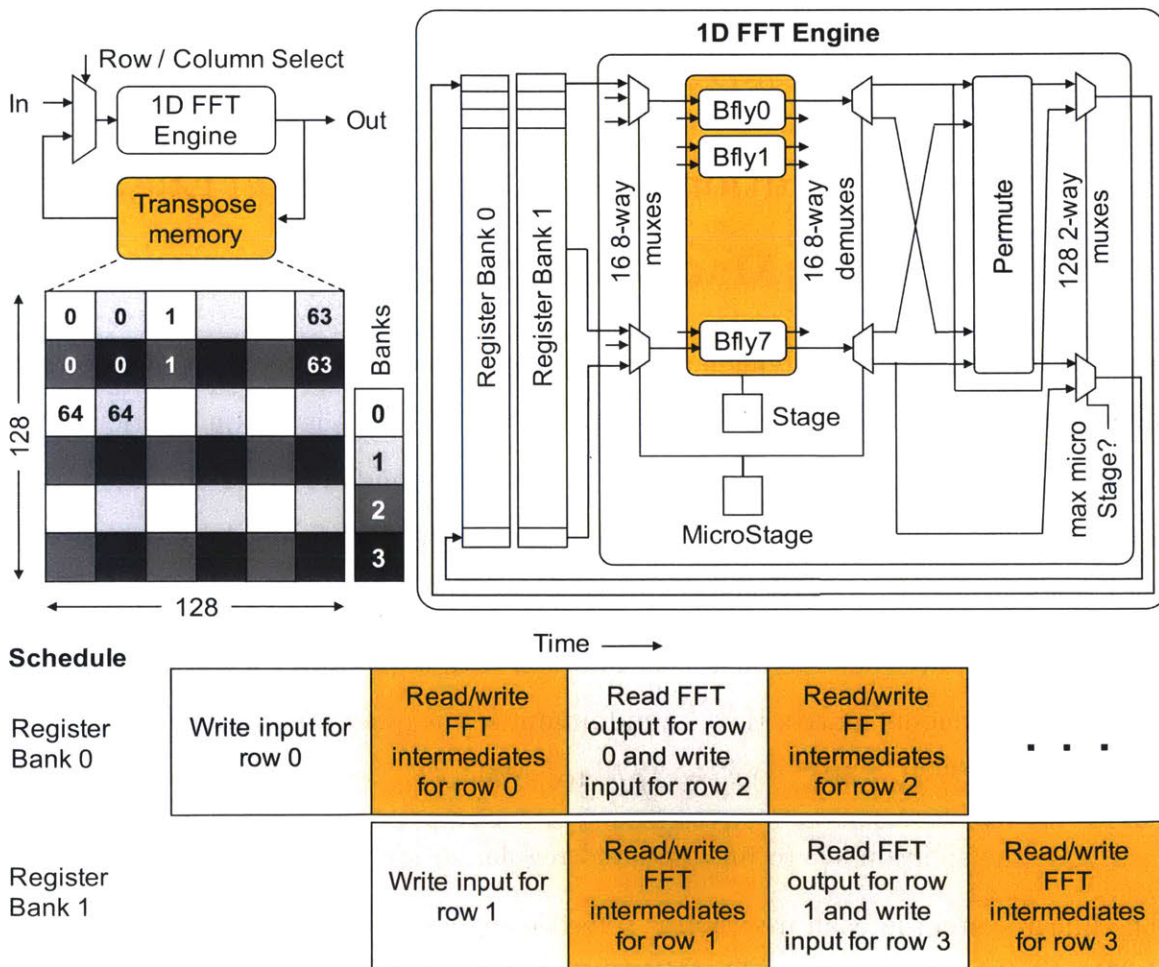 Row / Column Select
In
1D FFT
Engine
Out
Transpose
memory
128
0 0 1 63
0 0 1 63
64 64
128
Banks
0
1
2
3
1D FFT Engine
Register Bank 0
Register Bank 1
16 8-way
muxes
Bfly0
Bfly1
Bfly7
16 8-way
demuxes
Permute
128 2-way
muxes
Stage
MicroStage
max micro
Stage?
Schedule
Time
Register
Bank 0
Write input for
row 0
Read/write
FFT
intermediates
for row 0
Read FFT
output for row
0 and write
input for row 2
Read/write
FFT
intermediates
for row 2
. . .
Register
Bank 1
Write input for
row 1
Read/write
FFT
intermediates
for row 1
Read FFT
output for row
1 and write
input for row 3
Read/write
FFT
intermediates
for row 3